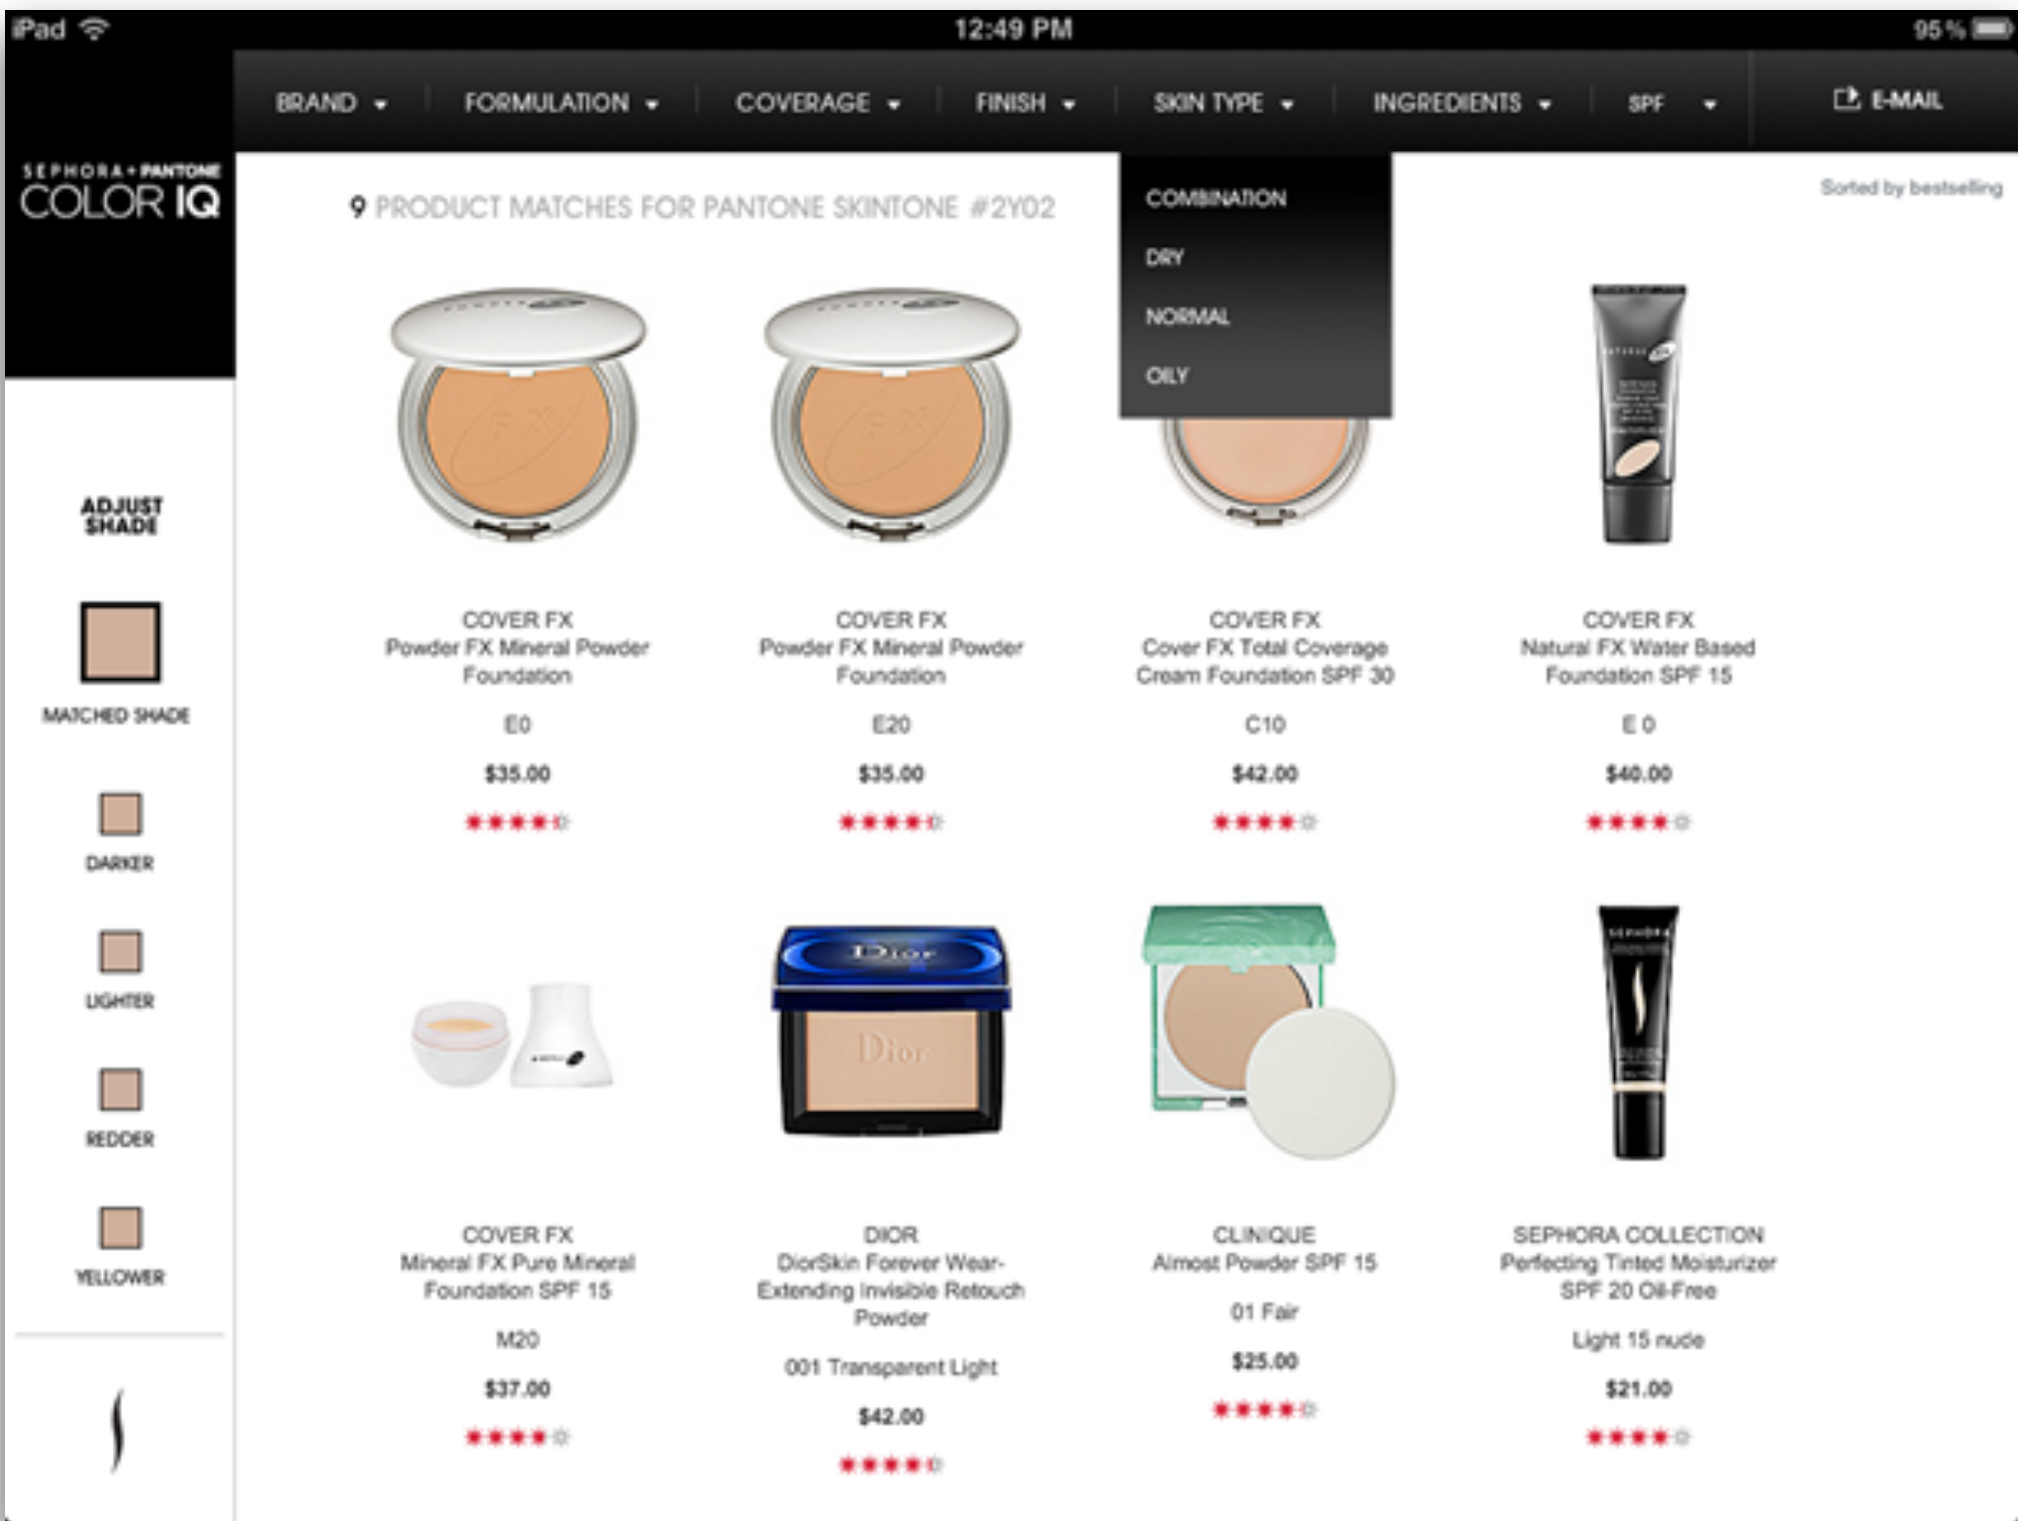 iPad
12:49 PM
95%
BRAND
FORMULATION
COVERAGE
FINISH
SKIN TYPE
INGREDIENTS
SPF
E-MAIL
SEPHORA+PANTONE
COLOR IQ
9 PRODUCT MATCHES FOR PANTONE SKINTONE #2Y02
Sorted by bestselling
COMBINATION
DRY
NORMAL
OILY
ADJUST
SHADE
MATCHED SHADE
DARKER
LIGHTER
REDDER
YELLOWER
FX
FX
COVER FX
Powder FX Mineral Powder
Foundation
E0
$35.00
COVER FX
Powder FX Mineral Powder
Foundation
E20
$35.00
COVER FX
Cover FX Total Coverage
Cream Foundation SPF 30
C10
$42.00
COVER FX
Natural FX Water Based
Foundation SPF 15
E 0
$40.00
Dior
Dior
SEPHORA
COVER FX
Mineral FX Pure Mineral
Foundation SPF 15
M20
$37.00
DIOR
DiorSkin Forever Wear-
Extending Invisible Retouch
Powder
001 Transparent Light
$42.00
CLINIQUE
Almost Powder SPF 15
01 Fair
$25.00
SEPHORA COLLECTION
Perfecting Tinted Moisturizer
SPF 20 Oil-Free
Light 15 nude
$21.00